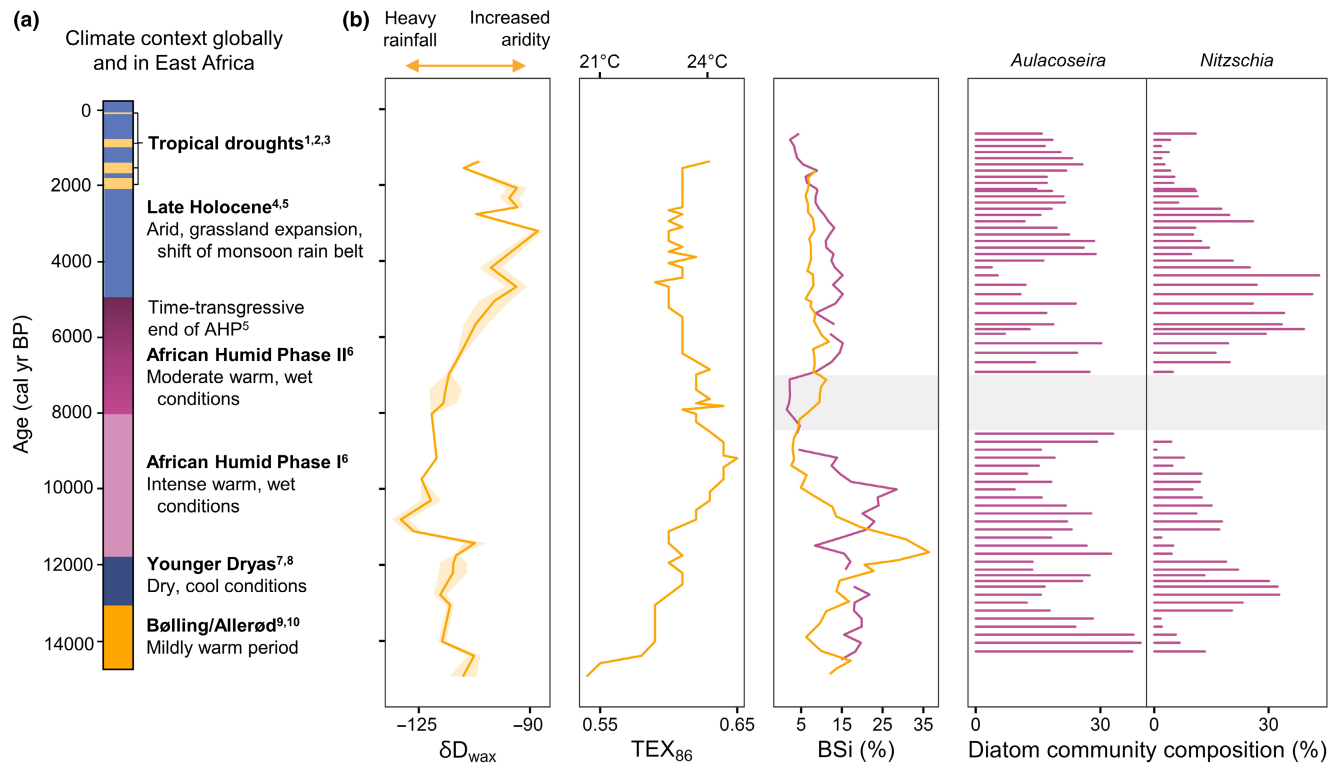 (a)
Climate context globally
and in East Africa
Age (cal yr BP)
0
2000
4000
6000
8000
10000
12000
14000
Tropical droughts1,2,3
Late Holocene4,5
Arid, grassland expansion,
shift of monsoon rain belt
Time-transgressive
end of AHP5
African Humid Phase II6
Moderate warm, wet
conditions
African Humid Phase I6
Intense warm, wet
conditions
Younger Dryas7,8
Dry, cool conditions
Bølling/Allerød9,10
Mildly warm period
(b)
Heavy
rainfall
Increased
aridity
−125
−90
δDwax
21°C
24°C
0.55
0.65
TEX86
5
15
25
35
BSi (%)
Aulacoseira
Nitzschia
0
30
0
30
Diatom community composition (%)